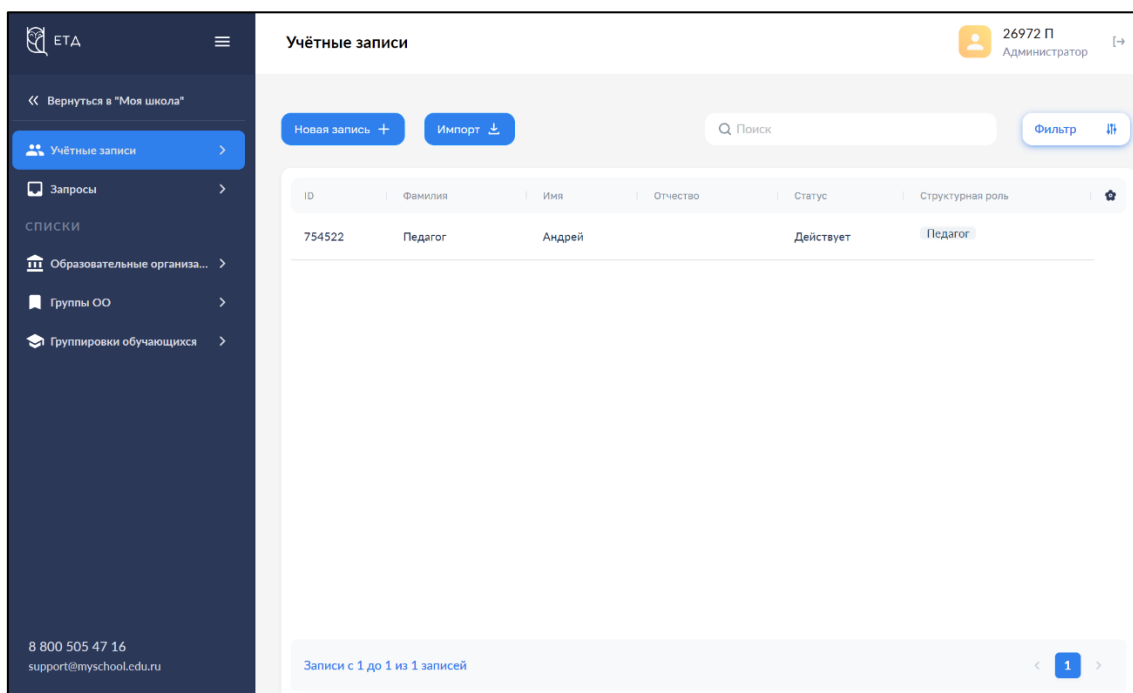 ЕТД
Вернуться в "Моя школа"
Учётные записи
Запросы
СПИСКИ
Образовательные организа...
Группы ОО
Группировки обучающихся
8 800 505 47 16
support@myschool.edu.ru
Учётные записи
26972 П
Администратор
Новая запись +
Импорт
Поиск
Фильтр
ID Фамилия Имя Отчество Статус Структурная роль
754522 Педагог Андрей Действует Педагог
Записи с 1 до 1 из 1 записей
1